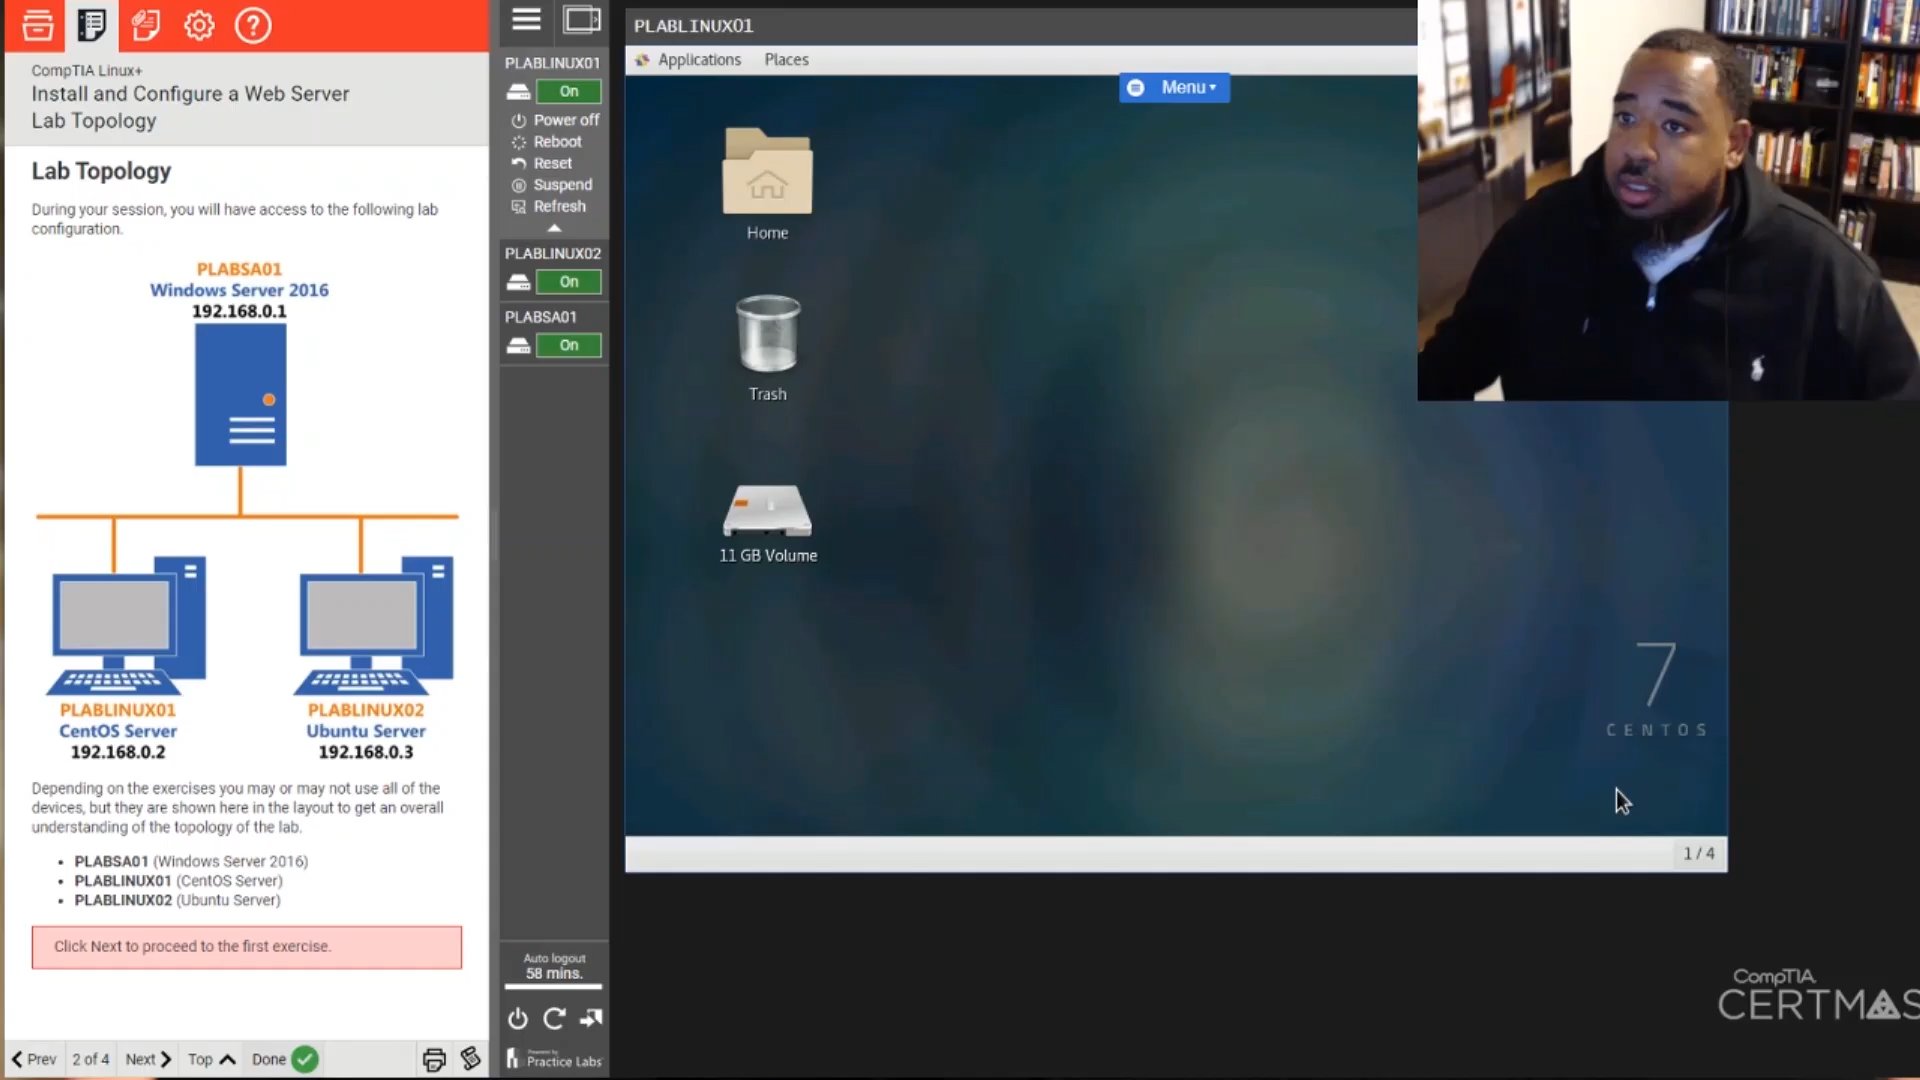 CompTIA Linux+
Install and Configure a Web Server
Lab Topology
Lab Topology
During your session, you will have access to the following lab
configuration.
PLABSA01
Windows Server 2016
192.168.0.1
PLABLINUX01
CentOS Server
192.168.0.2
PLABLINUX02
Ubuntu Server
192.168.0.3
Depending on the exercises you may or may not use all of the
devices, but they are shown here in the layout to get an overall
understanding of the topology of the lab.
• PLABSA01 (Windows Server 2016)
• PLABLINUX01 (CentOS Server)
• PLABLINUX02 (Ubuntu Server)
Click Next to proceed to the first exercise.
Prev
2 of 4
Next
Top
Done
PLABLINUX01
On
Power off
Reboot
Reset
Suspend
Refresh
PLABLINUX02
On
PLABSA01
On
Auto logout
58 mins.
Powered by
Practice Labs
PLABLINUX01
Applications Places
Menu
Home
Trash
11 GB Volume
7
CENTOS
1 / 4
CompTIA
CERTMAS